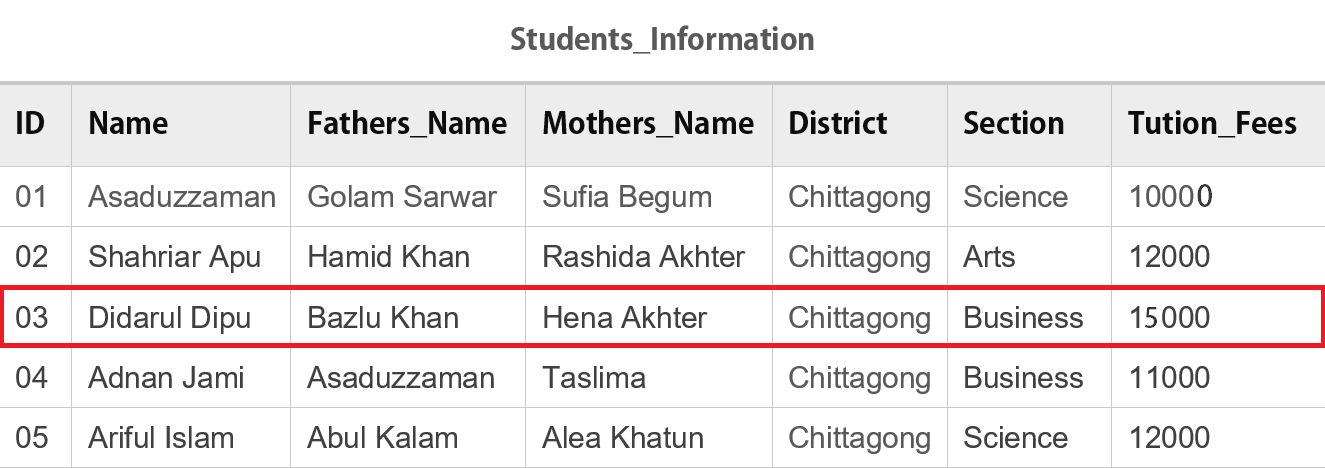 Students_Information
ID Name Fathers_Name Mothers_Name District Section Tution_Fees
01 Asaduzzaman Golam Sarwar Sufia Begum Chittagong Science 10000
02 Shahriar Apu Hamid Khan Rashida Akhter Chittagong Arts 12000
03 Didarul Dipu Bazlu Khan Hena Akhter Chittagong Business 15000
04 Adnan Jami Asaduzzaman Taslima Chittagong Business 11000
05 Ariful Islam Abul Kalam Alea Khatun Chittagong Science 12000